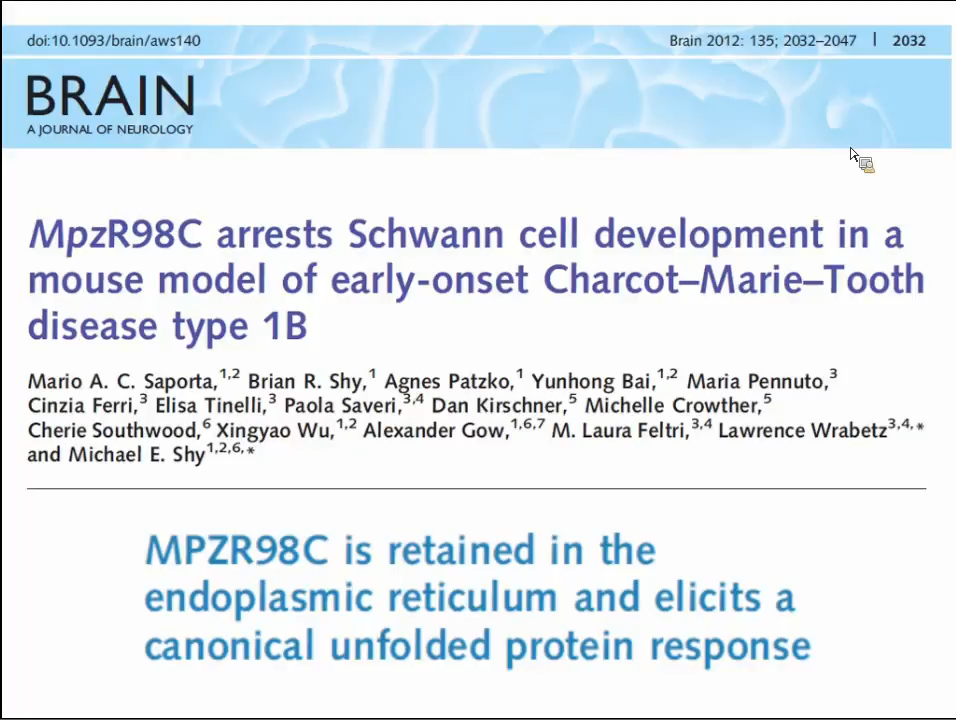 doi:10.1093/brain/aws140
Brain 2012: 135; 2032–2047 | 2032
BRAIN
A JOURNAL OF NEUROLOGY
MpzR98C arrests Schwann cell development in a
mouse model of early-onset Charcot–Marie–Tooth
disease type 1B
Mario A. C. Saporta,1,2 Brian R. Shy,1 Agnes Patzko,1 Yunhong Bai,1,2 Maria Pennuto,3
Cinzia Ferri,3 Elisa Tinelli,3 Paola Saveri,3,4 Dan Kirschner,5 Michelle Crowther,5
Cherie Southwood,6 Xingyao Wu,1,2 Alexander Gow,1,6,7 M. Laura Feltri,3,4 Lawrence Wrabetz3,4,*
and Michael E. Shy1,2,6,*
MPZR98C is retained in the
endoplasmic reticulum and elicits a
canonical unfolded protein response